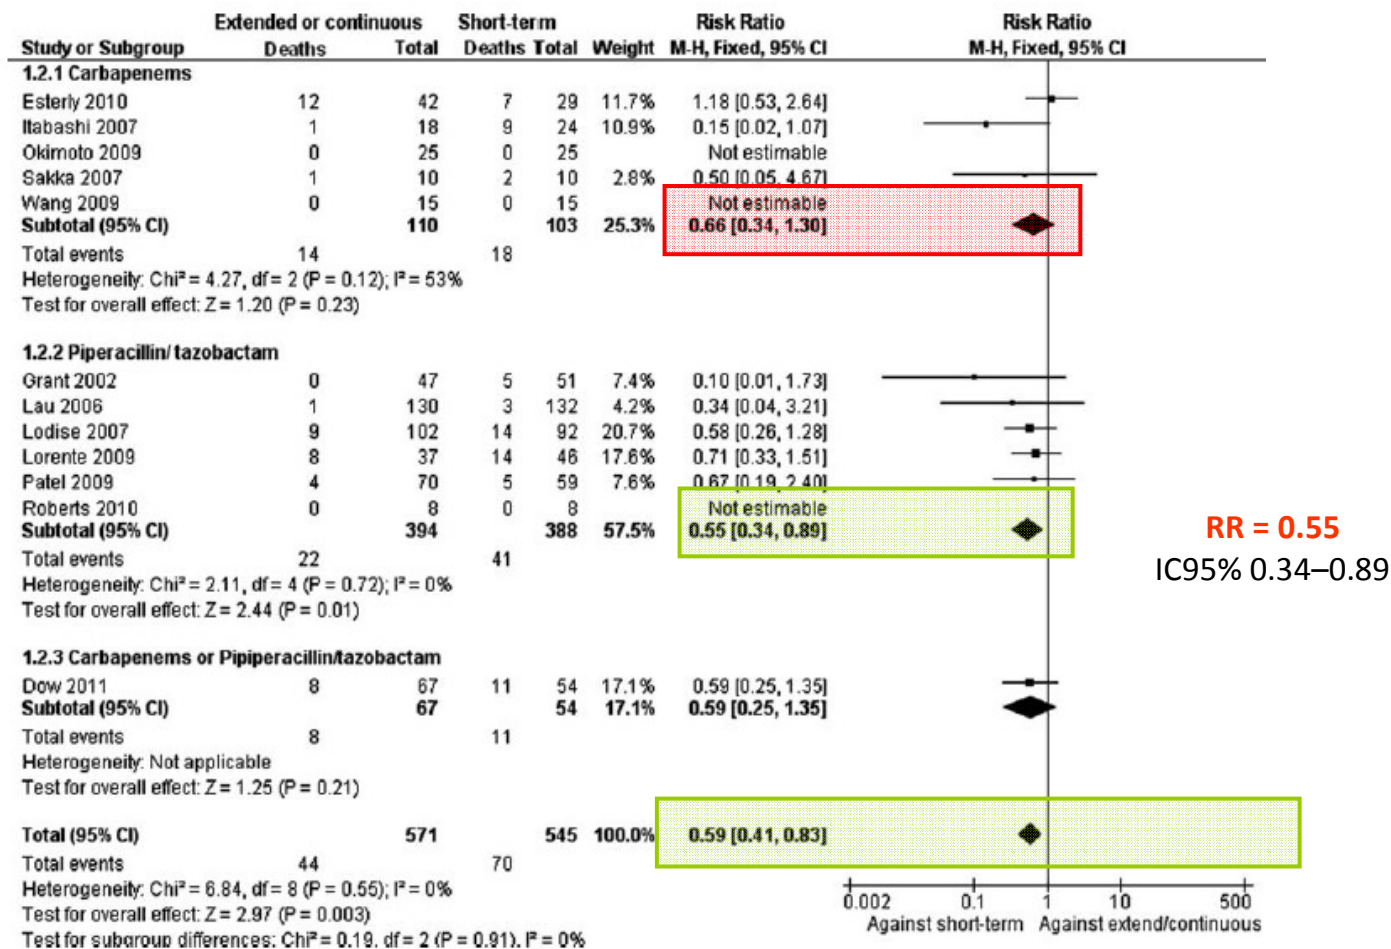 Extended or continuous Short-term Risk Ratio Risk Ratio
Study or Subgroup Deaths Total Deaths Total Weight M-H, Fixed, 95% CI M-H, Fixed, 95% CI
1.2.1 Carbapenems
Esterly 2010 12 42 7 29 11.7% 1.18 [0.53, 2.64]
Itabashi 2007 1 18 9 24 10.9% 0.15 [0.02, 1.07]
Okimoto 2009 0 25 0 25 Not estimable
Sakka 2007 1 10 2 10 2.8% 0.50 [0.05, 4.67]
Wang 2009 0 15 0 15 Not estimable
Subtotal (95% CI) 110 103 25.3% 0.66 [0.34, 1.30]
Total events 14 18
Heterogeneity: Chi² = 4.27, df = 2 (P = 0.12); I² = 53%
Test for overall effect: Z = 1.20 (P = 0.23)
1.2.2 Piperacillin/ tazobactam
Grant 2002 0 47 5 51 7.4% 0.10 [0.01, 1.73]
Lau 2006 1 130 3 132 4.2% 0.34 [0.04, 3.21]
Lodise 2007 9 102 14 92 20.7% 0.58 [0.26, 1.28]
Lorente 2009 8 37 14 46 17.6% 0.71 [0.33, 1.51]
Patel 2009 4 70 5 59 7.6% 0.67 [0.19, 2.40]
Roberts 2010 0 8 0 8 Not estimable
Subtotal (95% CI) 394 388 57.5% 0.55 [0.34, 0.89]
RR = 0.55
Total events 22 41
IC95% 0.34–0.89
Heterogeneity: Chi² = 2.11, df = 4 (P = 0.72); I² = 0%
Test for overall effect: Z = 2.44 (P = 0.01)
1.2.3 Carbapenems or Pipiperacillin/tazobactam
Dow 2011 8 67 11 54 17.1% 0.59 [0.25, 1.35]
Subtotal (95% CI) 67 54 17.1% 0.59 [0.25, 1.35]
Total events 8 11
Heterogeneity: Not applicable
Test for overall effect: Z = 1.25 (P = 0.21)
Total (95% CI) 571 545 100.0% 0.59 [0.41, 0.83]
Total events 44 70
Heterogeneity: Chi² = 6.84, df = 8 (P = 0.55); I² = 0%
Test for overall effect: Z = 2.97 (P = 0.003)
Test for subgroup differences: Chi² = 0.19, df = 2 (P = 0.91), I² = 0%
0.002 0.1 1 10 500
Against short-term Against extend/continuous